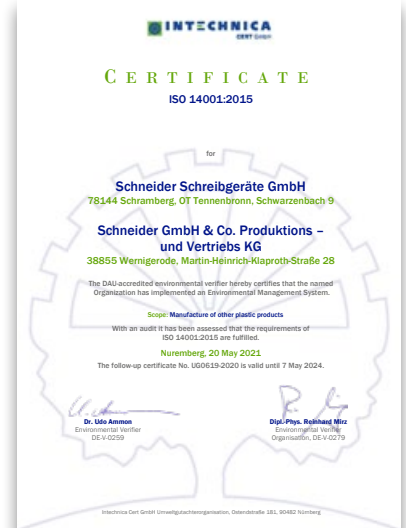 INTECHNICA
CERT GmbH
CERTIFICATE
ISO 14001:2015
for
Schneider Schreibgeräte GmbH
78144 Schramberg, OT Tennenbronn, Schwarzenbach 9
Schneider GmbH & Co. Produktions –
und Vertriebs KG
38855 Wernigerode, Martin-Heinrich-Klaproth-Straße 28
The DAU-accredited environmental verifier hereby certifies that the named
Organization has implemented an Environmental Management System.
Scope: Manufacture of other plastic products
With an audit it has been assessed that the requirements of
ISO 14001:2015 are fulfilled.
Nuremberg, 20 May 2021
The follow-up certificate No. UG0619-2020 is valid until 7 May 2024.
Dr. Udo Ammon
Environmental Verifier
DE-V-0259
Dipl.-Phys. Reinhard Mirz
Environmental Verifier
Organisation, DE-V-0279
Intechnica Cert GmbH Umweltgutachterorganisation, Ostendstraße 181, 90482 Nürnberg